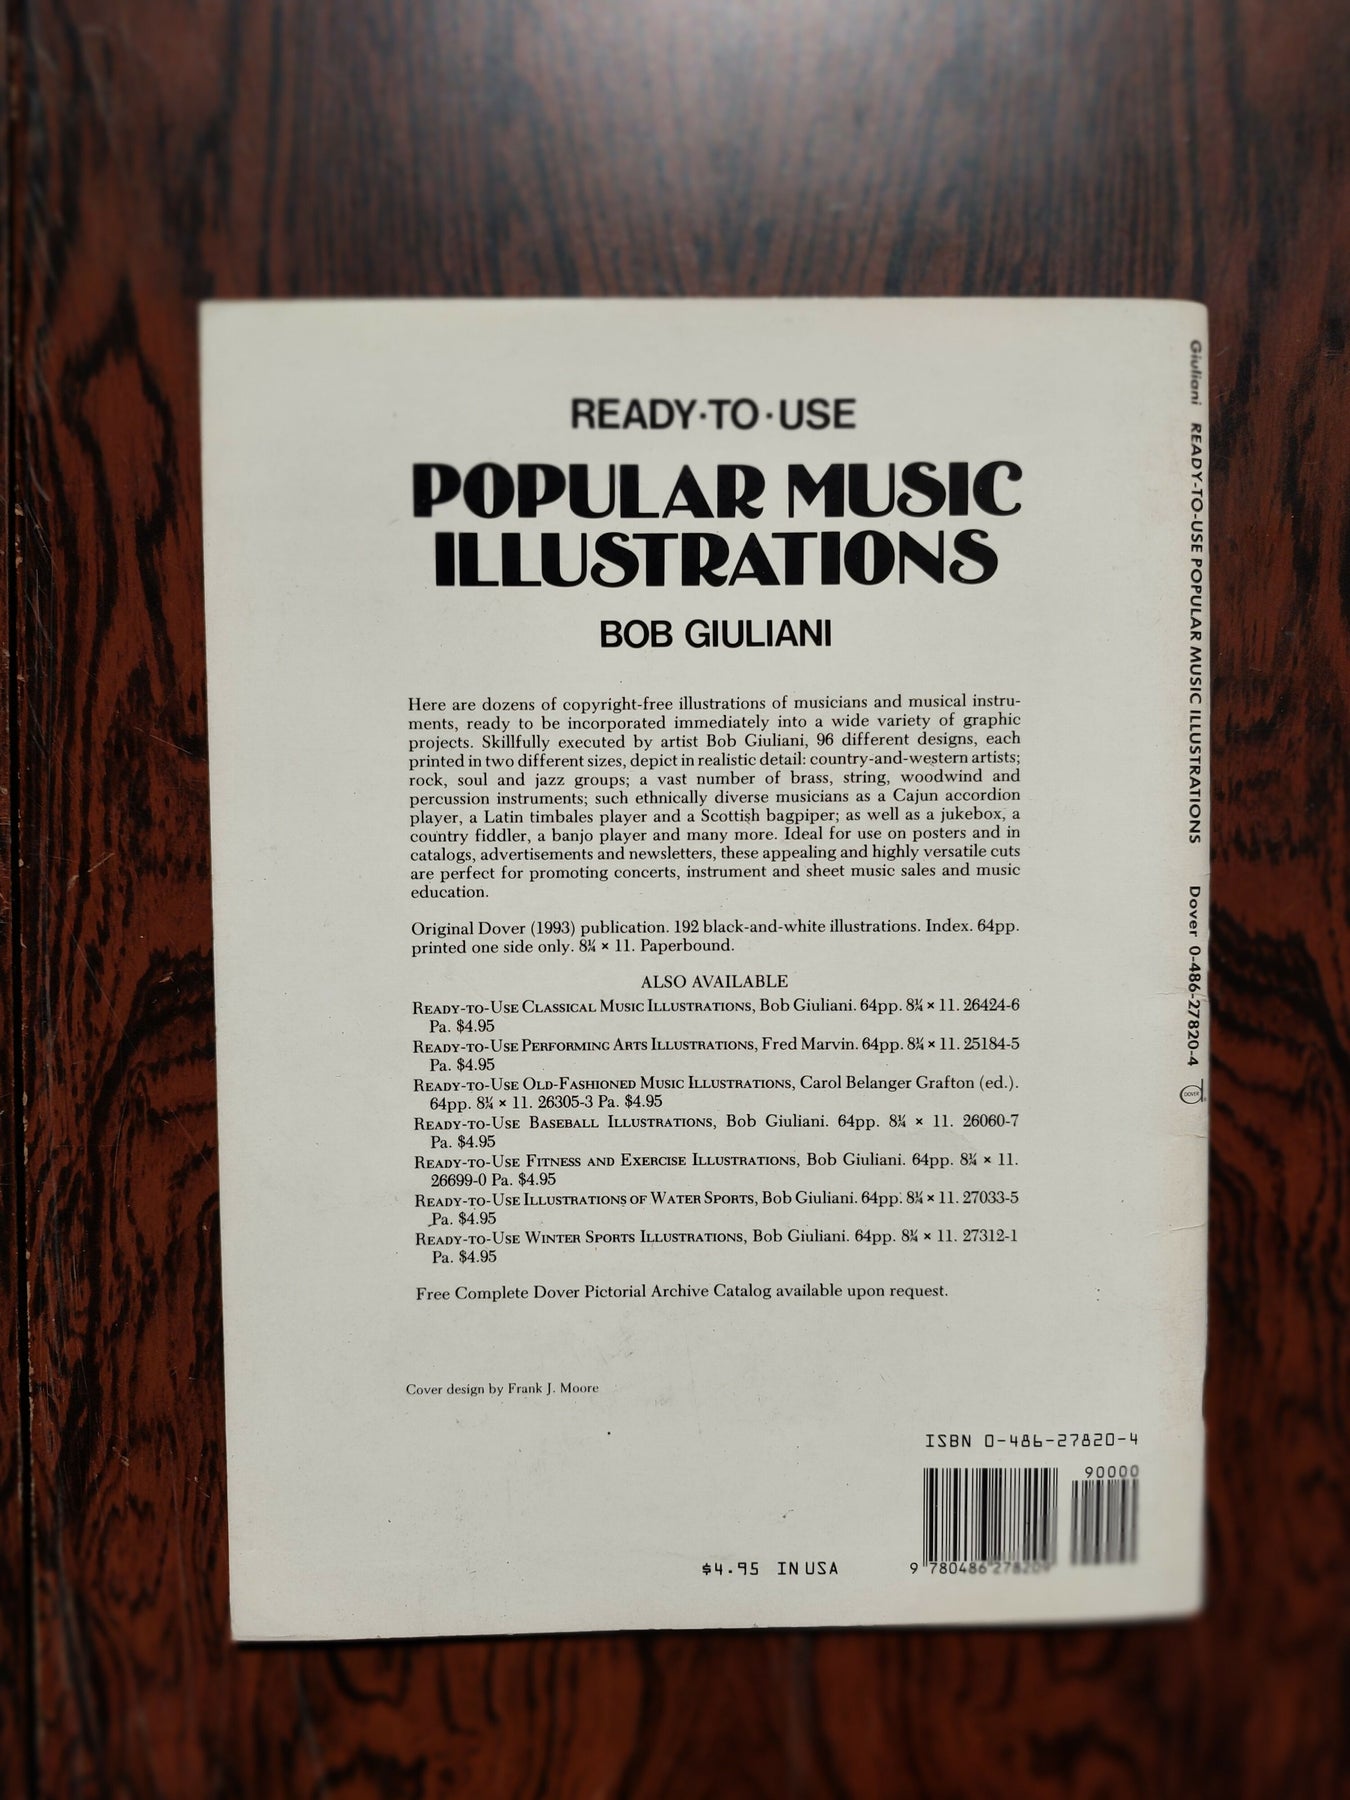 READY·TO·USE
POPULAR MUSIC
ILLUSTRATIONS
BOB GIULIANI
Here are dozens of copyright-free illustrations of musicians and musical instru-
ments, ready to be incorporated immediately into a wide variety of graphic
projects. Skillfully executed by artist Bob Giuliani, 96 different designs, each
printed in two different sizes, depict in realistic detail: country-and-western artists;
rock, soul and jazz groups; a vast number of brass, string, woodwind and
percussion instruments; such ethnically diverse musicians as a Cajun accordion
player, a Latin timbales player and a Scottish bagpiper; as well as a jukebox, a
country fiddler, a banjo player and many more. Ideal for use on posters and in
catalogs, advertisements and newsletters, these appealing and highly versatile cuts
are perfect for promoting concerts, instrument and sheet music sales and music
education.
Original Dover (1993) publication. 192 black-and-white illustrations. Index. 64pp.
printed one side only. 8¼ × 11. Paperbound.
ALSO AVAILABLE
READY-TO-USE CLASSICAL MUSIC ILLUSTRATIONS, Bob Giuliani. 64pp. 8¼ × 11. 26424-6
Pa. $4.95
READY-TO-USE PERFORMING ARTS ILLUSTRATIONS, Fred Marvin. 64pp. 8¼ × 11. 25184-5
Pa. $4.95
READY-TO-USE OLD-FASHIONED MUSIC ILLUSTRATIONS, Carol Belanger Grafton (ed.).
64pp. 8¼ × 11. 26305-3 Pa. $4.95
READY-TO-USE BASEBALL ILLUSTRATIONS, Bob Giuliani. 64pp. 8¼ × 11. 26060-7
Pa. $4.95
READY-TO-USE FITNESS AND EXERCISE ILLUSTRATIONS, Bob Giuliani. 64pp. 8¼ × 11.
26699-0 Pa. $4.95
READY-TO-USE ILLUSTRATIONS OF WATER SPORTS, Bob Giuliani. 64pp. 8¼ × 11. 27033-5
Pa. $4.95
READY-TO-USE WINTER SPORTS ILLUSTRATIONS, Bob Giuliani. 64pp. 8¼ × 11. 27312-1
Pa. $4.95
Free Complete Dover Pictorial Archive Catalog available upon request.
Cover design by Frank J. Moore
ISBN 0-486-27820-4
90000
9 780486 278209
$4.95 IN USA
Giuliani READY-TO-USE POPULAR MUSIC ILLUSTRATIONS Dover 0-486-27820-4
DOVER